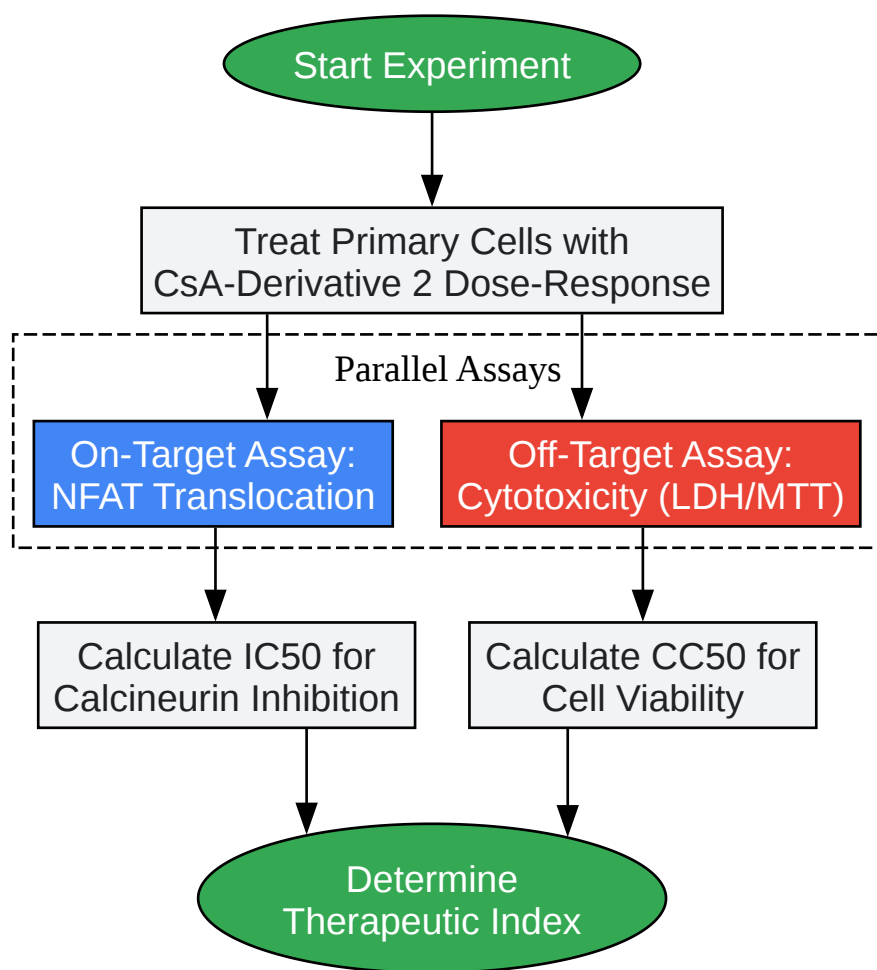 Start Experiment
Treat Primary Cells with
CsA-Derivative 2 Dose-Response
Parallel Assays
On-Target Assay:
NFAT Translocation
Off-Target Assay:
Cytotoxicity (LDH/MTT)
Calculate IC50 for
Calcineurin Inhibition
Calculate CC50 for
Cell Viability
Determine
Therapeutic Index